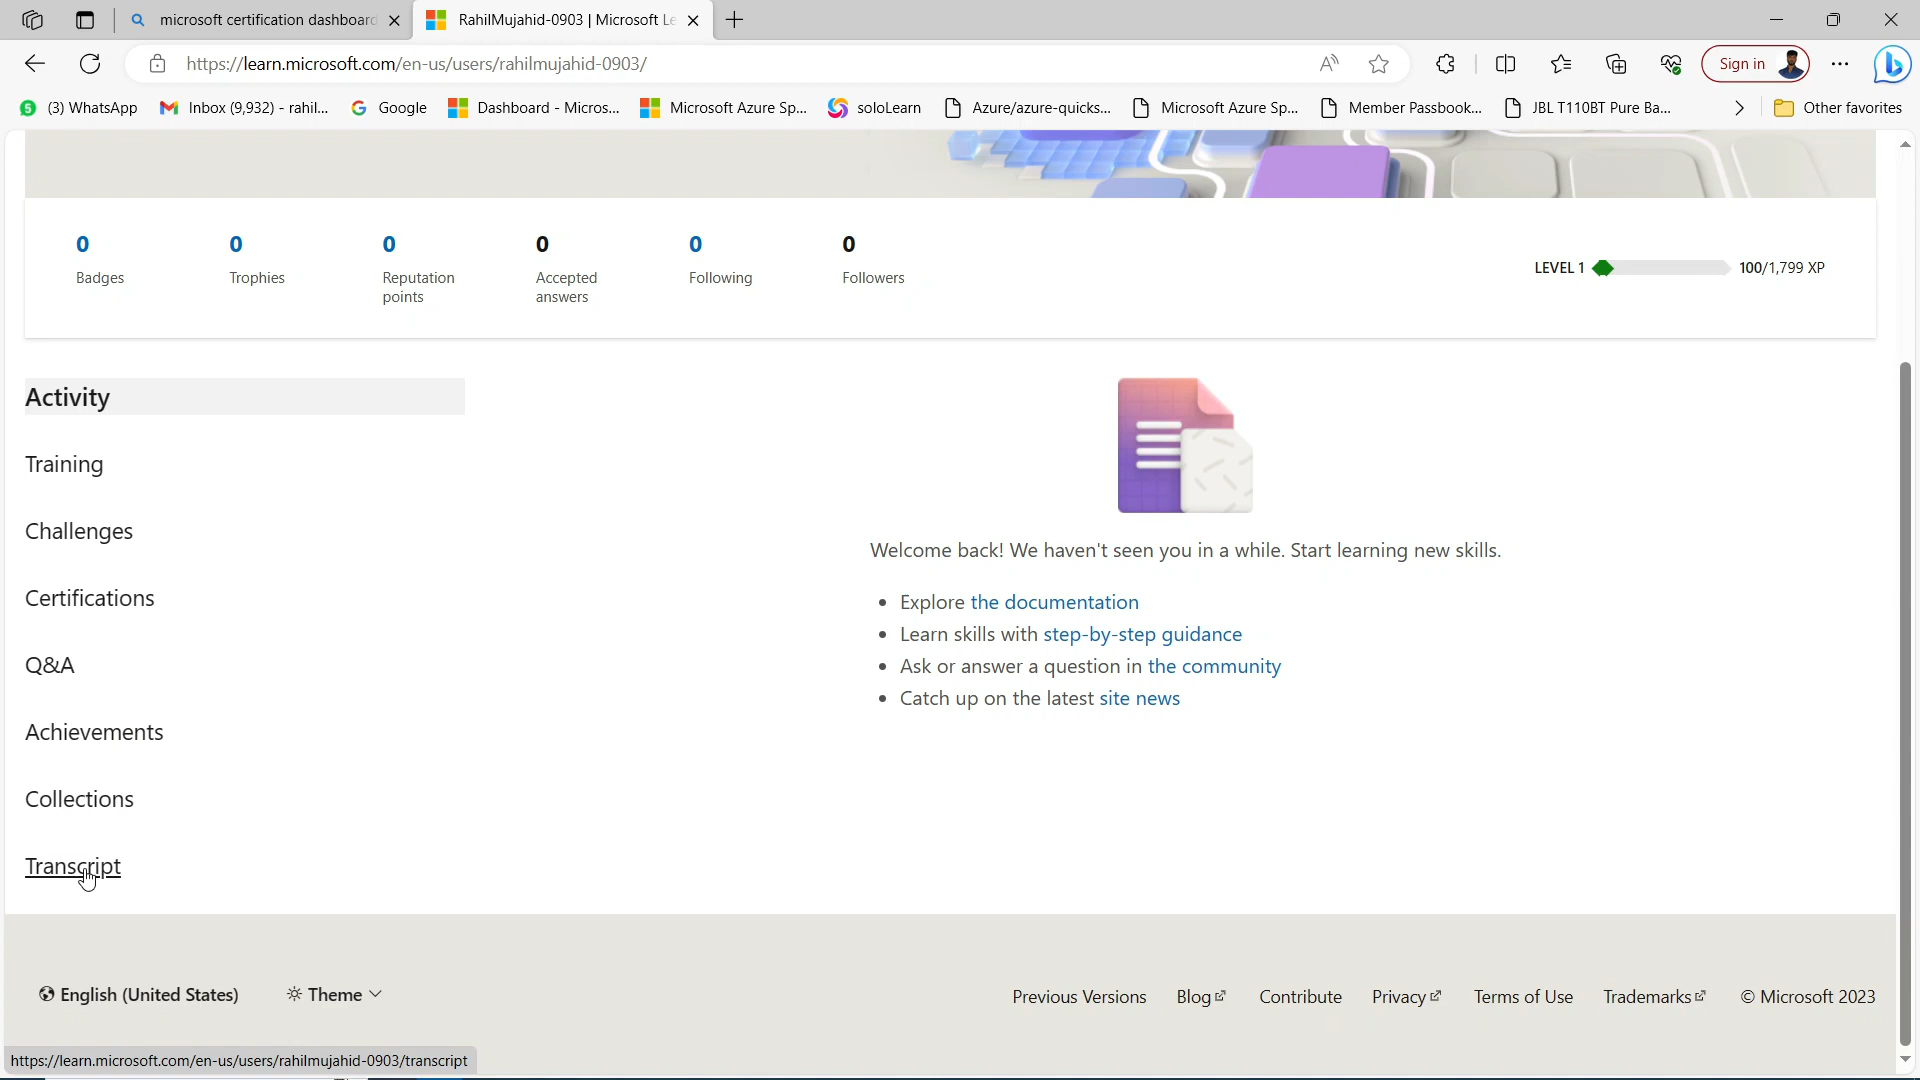 microsoft certification dashboard
RahilMujahid-0903 | Microsoft Le
https://learn.microsoft.com/en-us/users/rahilmujahid-0903/
Sign in
(3) WhatsApp
Inbox (9,932) - rahil...
Google
Dashboard - Micros...
Microsoft Azure Sp...
soloLearn
Azure/azure-quicks...
Microsoft Azure Sp...
Member Passbook...
JBL T110BT Pure Ba...
Other favorites
0 0 0 0 0 0
Badges Trophies Reputation points Accepted answers Following Followers
LEVEL 1 100/1,799 XP
Activity
Training
Challenges
Certifications
Q&A
Achievements
Collections
Transcript
Welcome back! We haven't seen you in a while. Start learning new skills.
• Explore the documentation
• Learn skills with step-by-step guidance
• Ask or answer a question in the community
• Catch up on the latest site news
English (United States)
Theme
Previous Versions
Blog
Contribute
Privacy
Terms of Use
Trademarks
© Microsoft 2023
https://learn.microsoft.com/en-us/users/rahilmujahid-0903/transcript